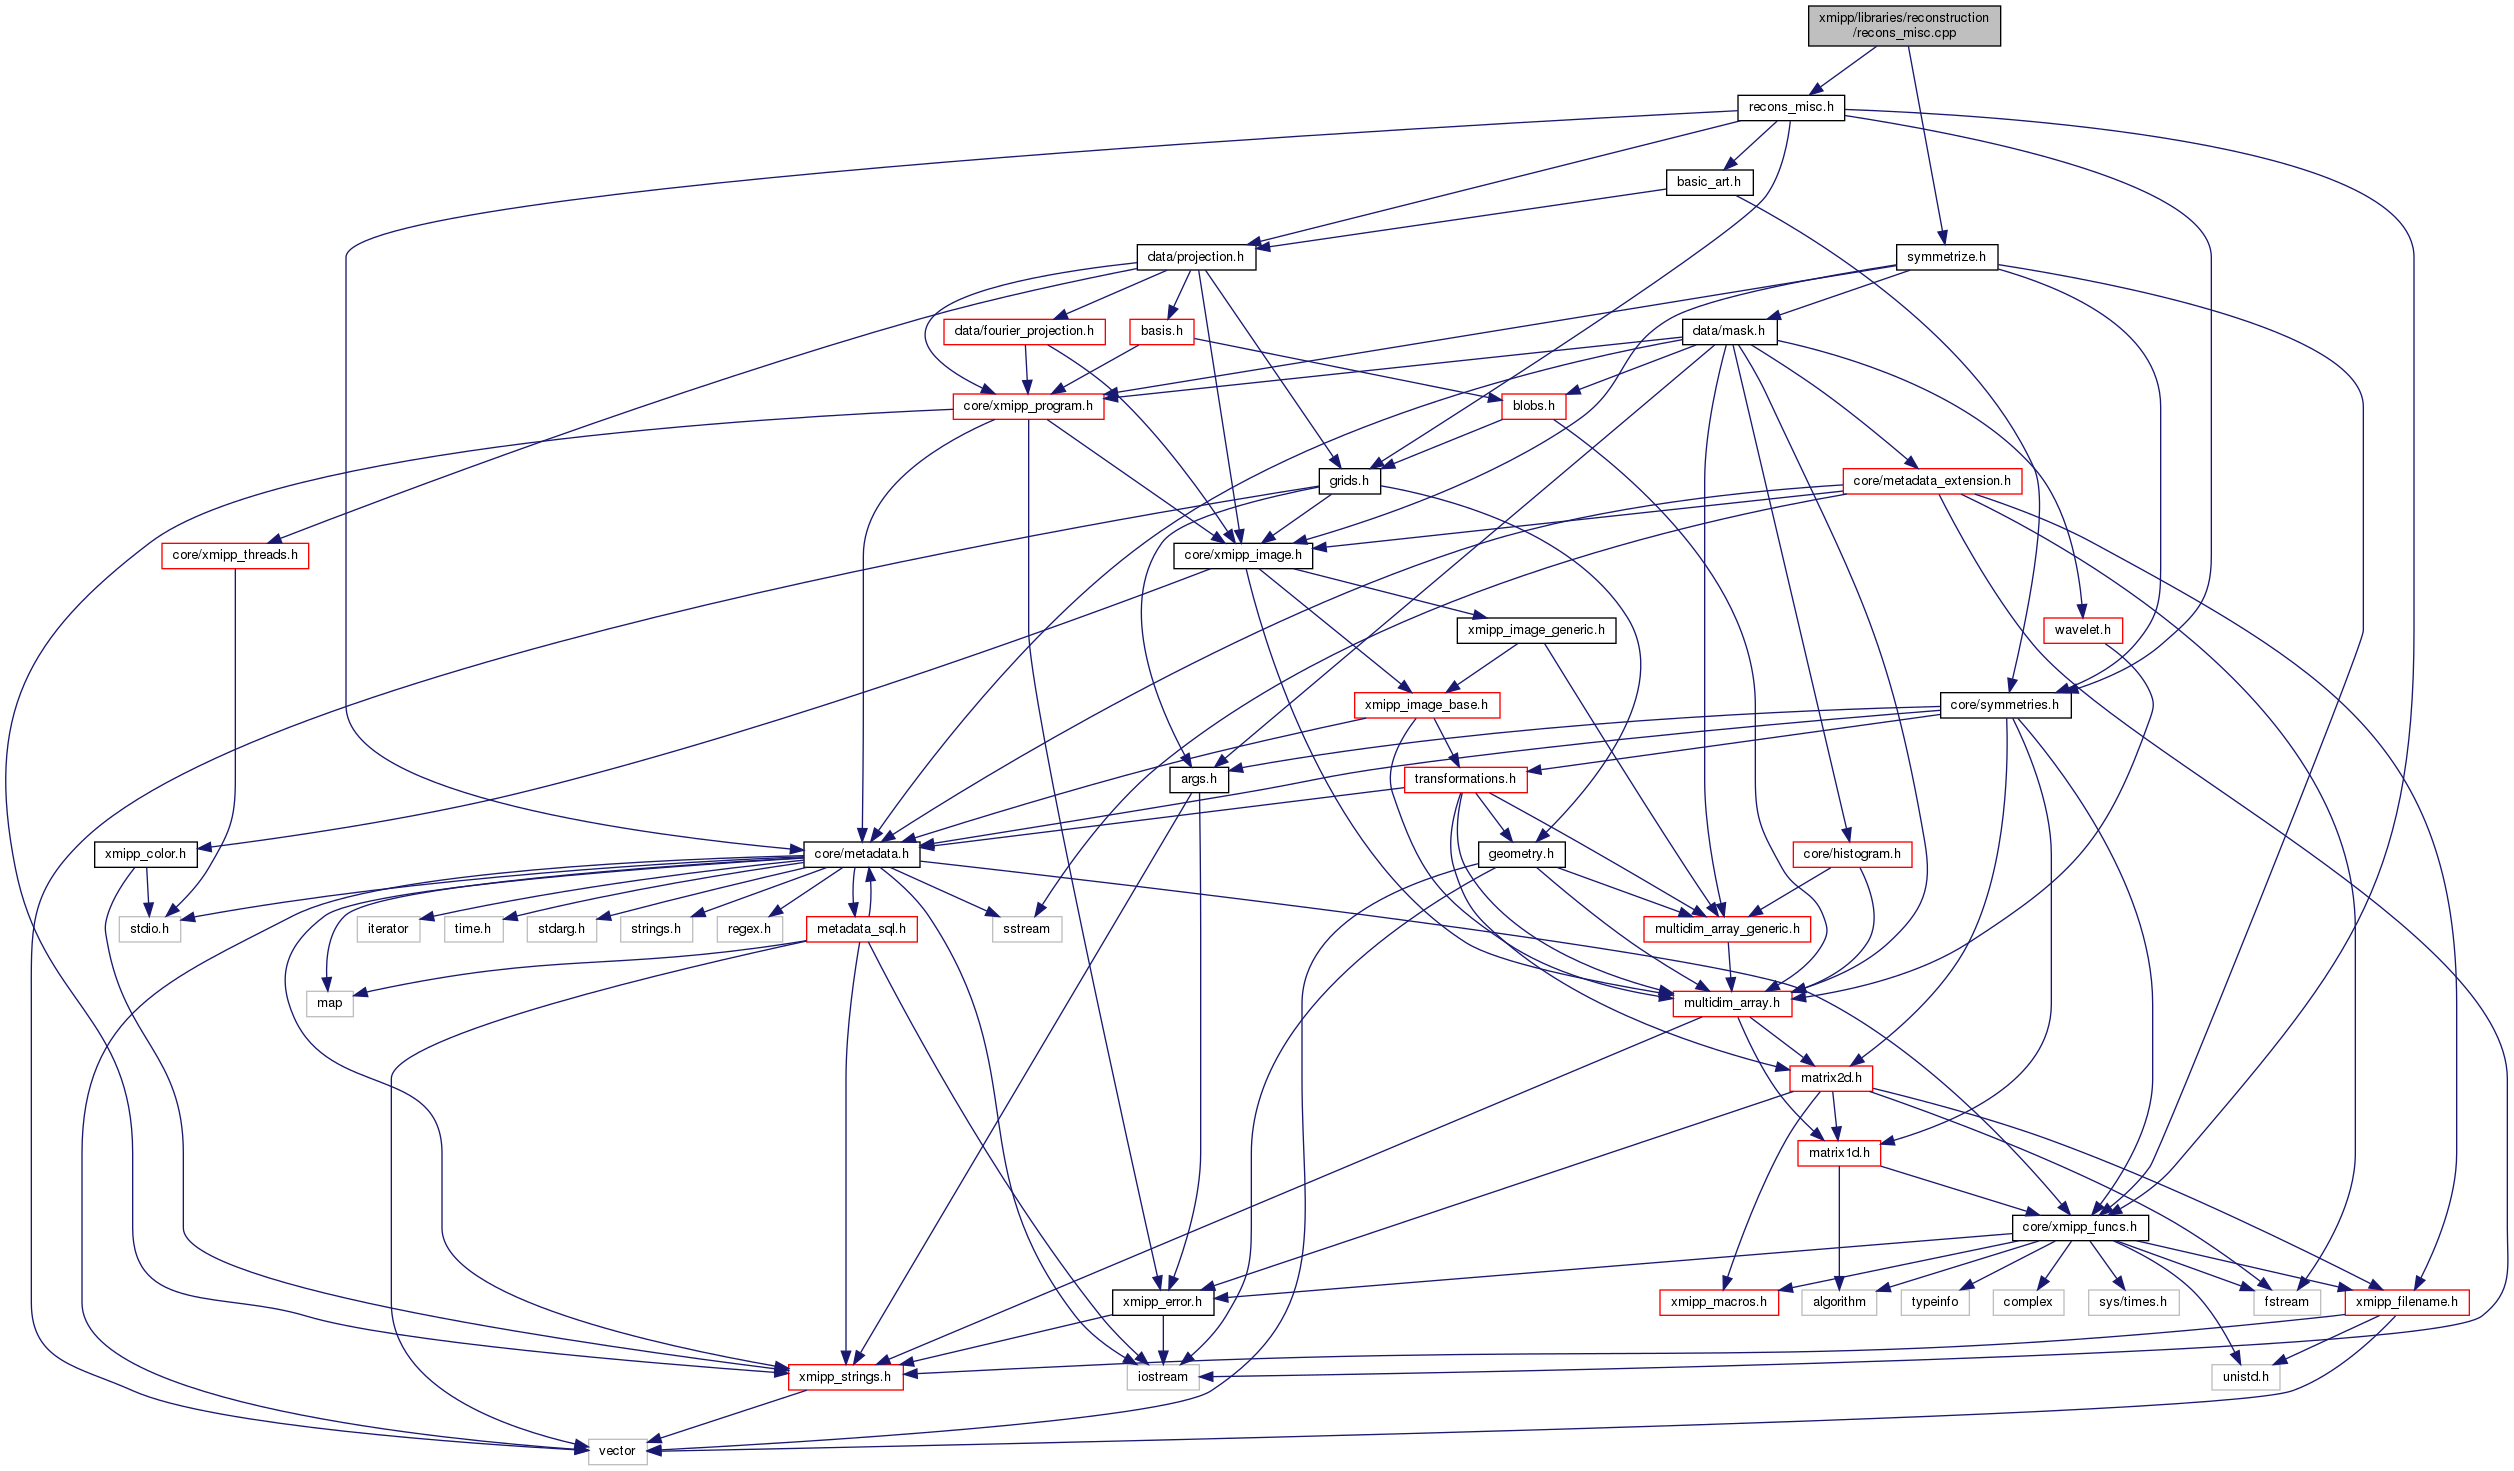 xmipp/libraries/reconstruction
/recons_misc.cpp
recons_misc.h
basic_art.h
data/projection.h
symmetrize.h
data/fourier_projection.h
basis.h
data/mask.h
core/xmipp_program.h
blobs.h
grids.h
core/metadata_extension.h
core/xmipp_threads.h
core/xmipp_image.h
xmipp_image_generic.h
wavelet.h
xmipp_image_base.h
core/symmetries.h
args.h
transformations.h
xmipp_color.h
core/metadata.h
geometry.h
core/histogram.h
stdio.h
iterator
time.h
stdarg.h
strings.h
regex.h
metadata_sql.h
sstream
multidim_array_generic.h
map
multidim_array.h
matrix2d.h
matrix1d.h
core/xmipp_funcs.h
xmipp_error.h
xmipp_macros.h
algorithm
typeinfo
complex
sys/times.h
fstream
xmipp_filename.h
xmipp_strings.h
iostream
unistd.h
vector